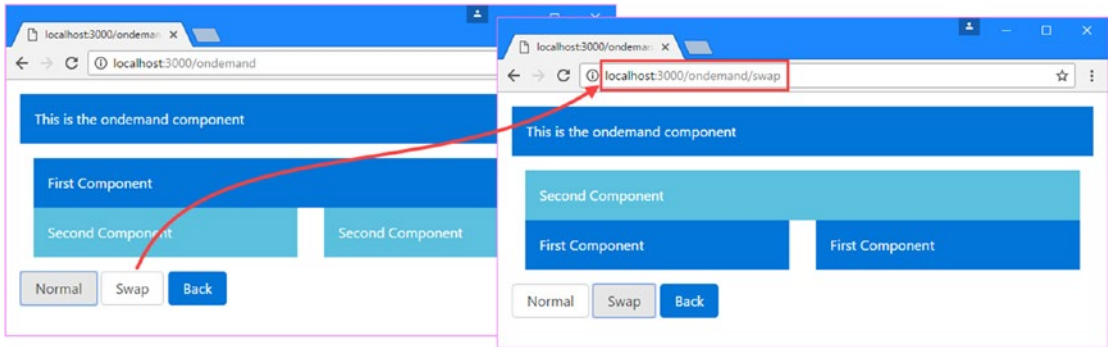 localhost:3000/ondeman
localhost:3000/ondemand
This is the ondemand component
First Component
Second Component Second Component
Normal Swap Back
localhost:3000/ondeman
localhost:3000/ondemand/swap
This is the ondemand component
Second Component
First Component First Component
Normal Swap Back